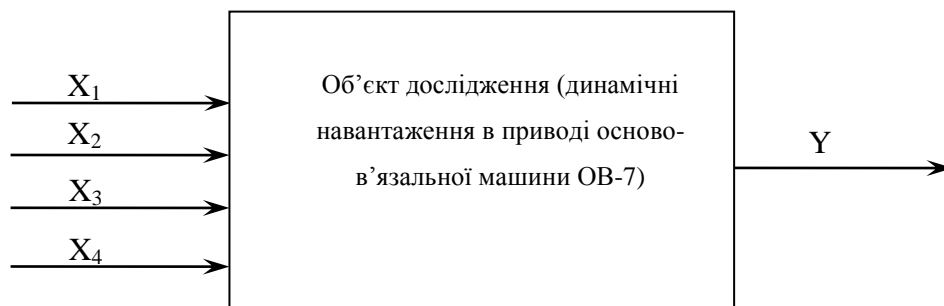 X1
X2
X3
X4
Об’єкт дослідження (динамічні
навантаження в приводі осново-
в’язальної машини ОВ-7)
Y